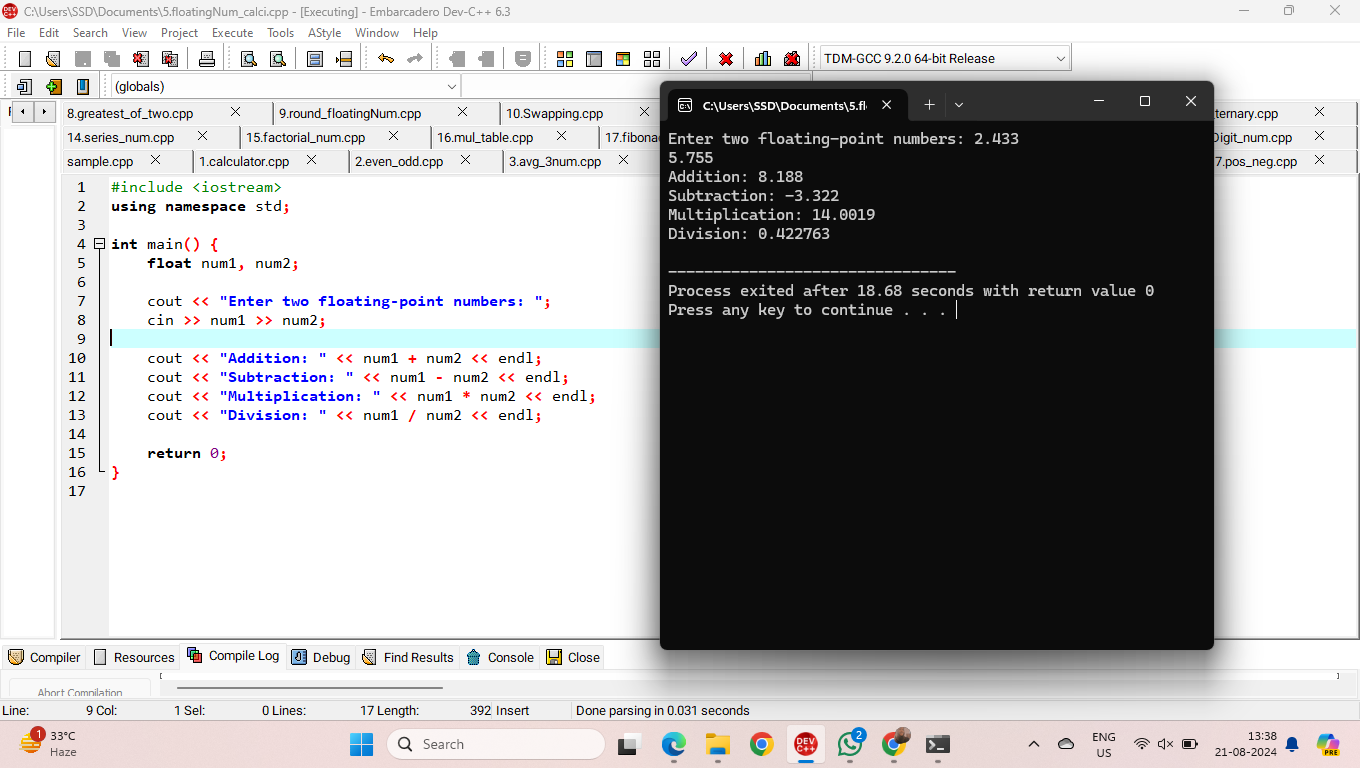 C:\Users\SSD\Documents\5.floatingNum_calci.cpp - [Executing] - Embarcadero Dev-C++ 6.3
File Edit Search View Project Execute Tools AStyle Window Help
TDM-GCC 9.2.0 64-bit Release
(globals)
8.greatest_of_two.cpp 9.round_floatingNum.cpp 10.Swapping.cpp ternary.cpp
14.series_num.cpp 15.factorial_num.cpp 16.mul_table.cpp
sample.cpp 1.calculator.cpp 2.even_odd.cpp 3.avg_3num.cpp 7.pos_neg.cpp
1 #include <iostream>
2 using namespace std;
3
4 int main() {
5 float num1, num2;
6
7 cout << "Enter two floating-point numbers: ";
8 cin >> num1 >> num2;
9
10 cout << "Addition: " << num1 + num2 << endl;
11 cout << "Subtraction: " << num1 - num2 << endl;
12 cout << "Multiplication: " << num1 * num2 << endl;
13 cout << "Division: " << num1 / num2 << endl;
14
15 return 0;
16 }
17
C:\Users\SSD\Documents\5.fl
Enter two floating-point numbers: 2.433
5.755
Addition: 8.188
Subtraction: -3.322
Multiplication: 14.0019
Division: 0.422763
--------------------------------
Process exited after 18.68 seconds with return value 0
Press any key to continue . . .
Compiler Resources Compile Log Debug Find Results Console Close
Abort Compilation
Line: 9 Col: 1 Sel: 0 Lines: 17 Length: 392 Insert Done parsing in 0.031 seconds
1
33°C
Haze
Search
DEV C++
2
ENG
US
13:38
21-08-2024
PRE